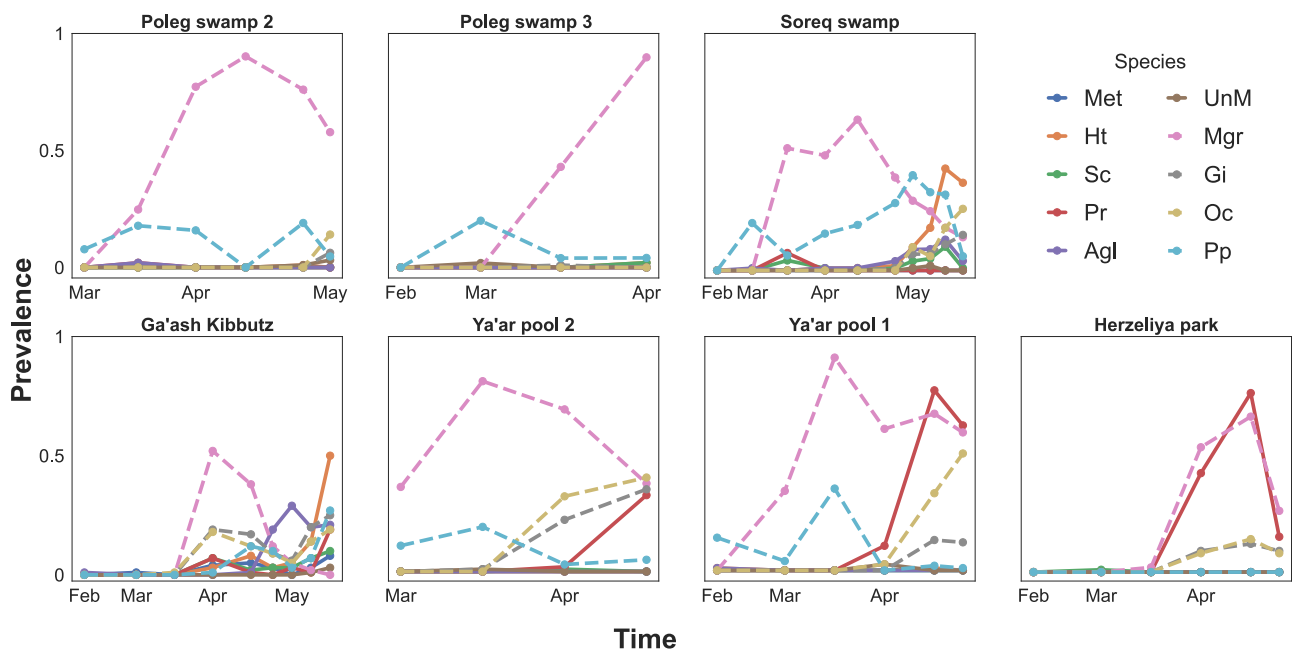 Poleg swamp 2
Poleg swamp 3
Soreq swamp
1
0.5
0
Mar
Apr
May
Feb
Mar
Apr
Feb
Mar
Apr
May
Species
Met
UnM
Ht
Mgr
Sc
Gi
Pr
Oc
Agl
Pp
Prevalence
Ga'ash Kibbutz
Ya'ar pool 2
Ya'ar pool 1
Herzeliya park
1
0.5
0
Feb
Mar
Apr
May
Mar
Apr
Feb
Mar
Apr
Feb
Mar
Apr
Time